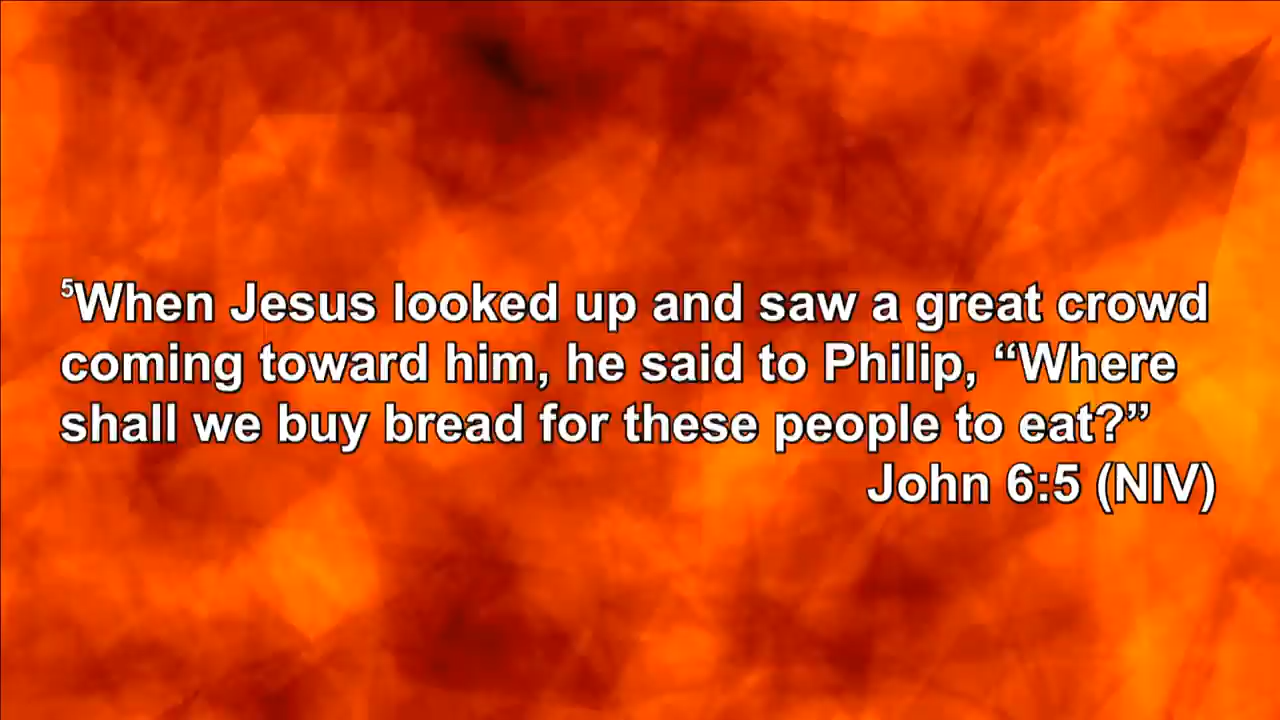 ⁵When Jesus looked up and saw a great crowd
coming toward him, he said to Philip, “Where
shall we buy bread for these people to eat?”
John 6:5 (NIV)